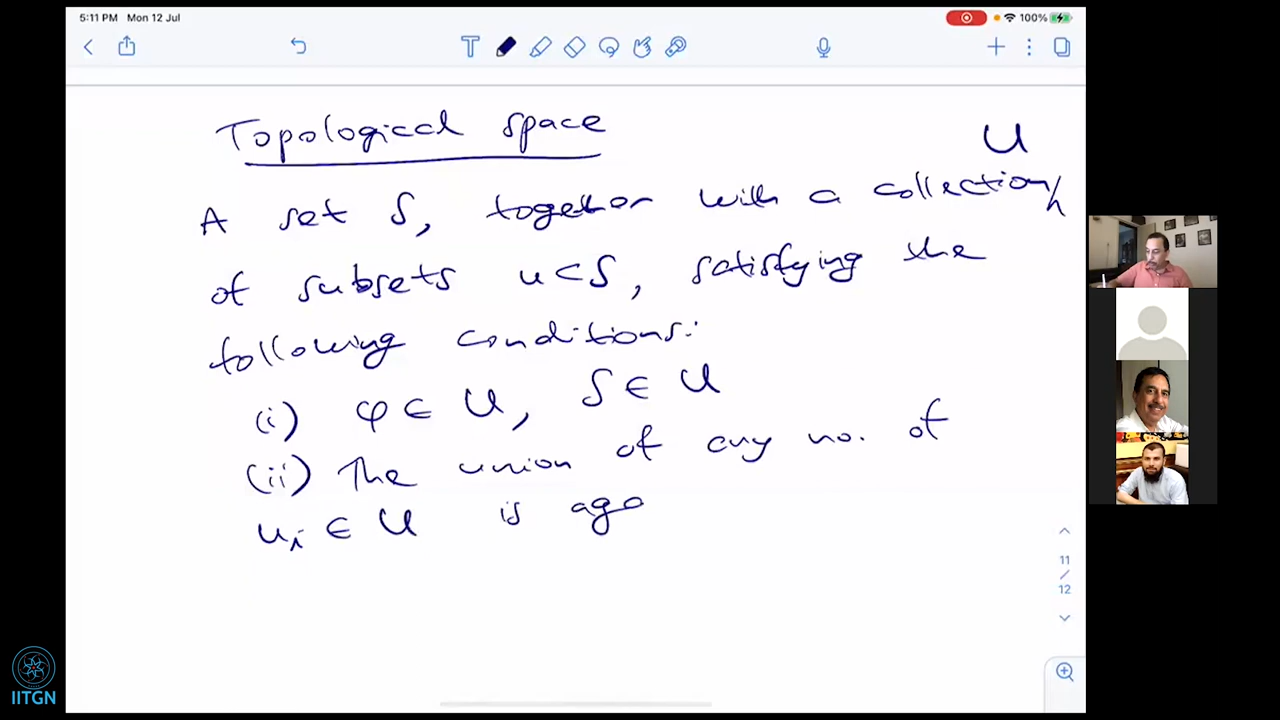 5:11 PM Mon 12 Jul
100%
Topological space
U
A set S, together with a collection
of subsets u⊂S, satisfying the
following conditions:
(i) φ ∈ U, S ∈ U
(ii) The union of any no. of
uᵢ ∈ U is aga
11
/
12
IITGN